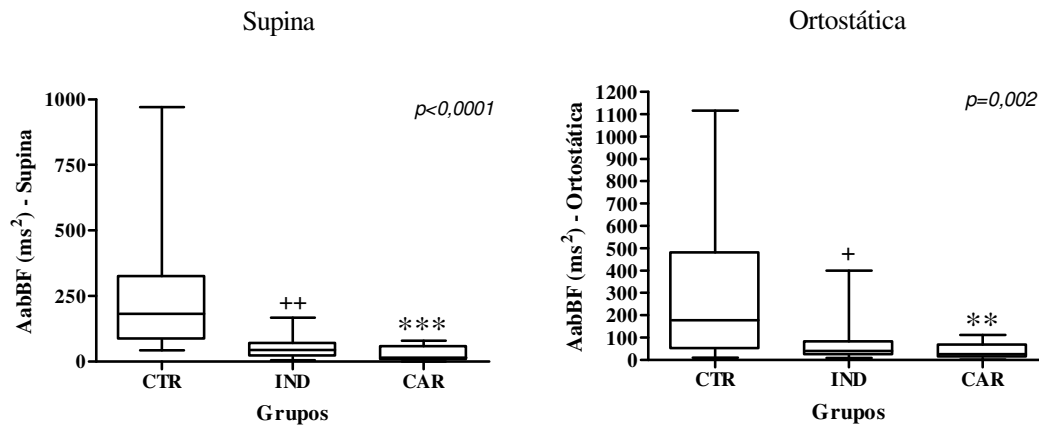 Supina
p<0,0001
AabBF (ms²) - Supina
1000
750
500
250
0
++
***
CTR IND CAR
Grupos
Ortostática
p=0,002
AabBF (ms²) - Ortostática
1200
1100
1000
900
800
700
600
500
400
300
200
100
0
+
**
CTR IND CAR
Grupos